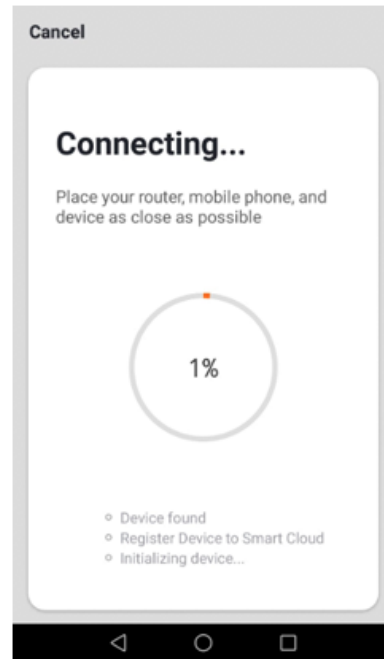 Cancel
Connecting...
Place your router, mobile phone, and
device as close as possible
1%
Device found
Register Device to Smart Cloud
Initializing device...